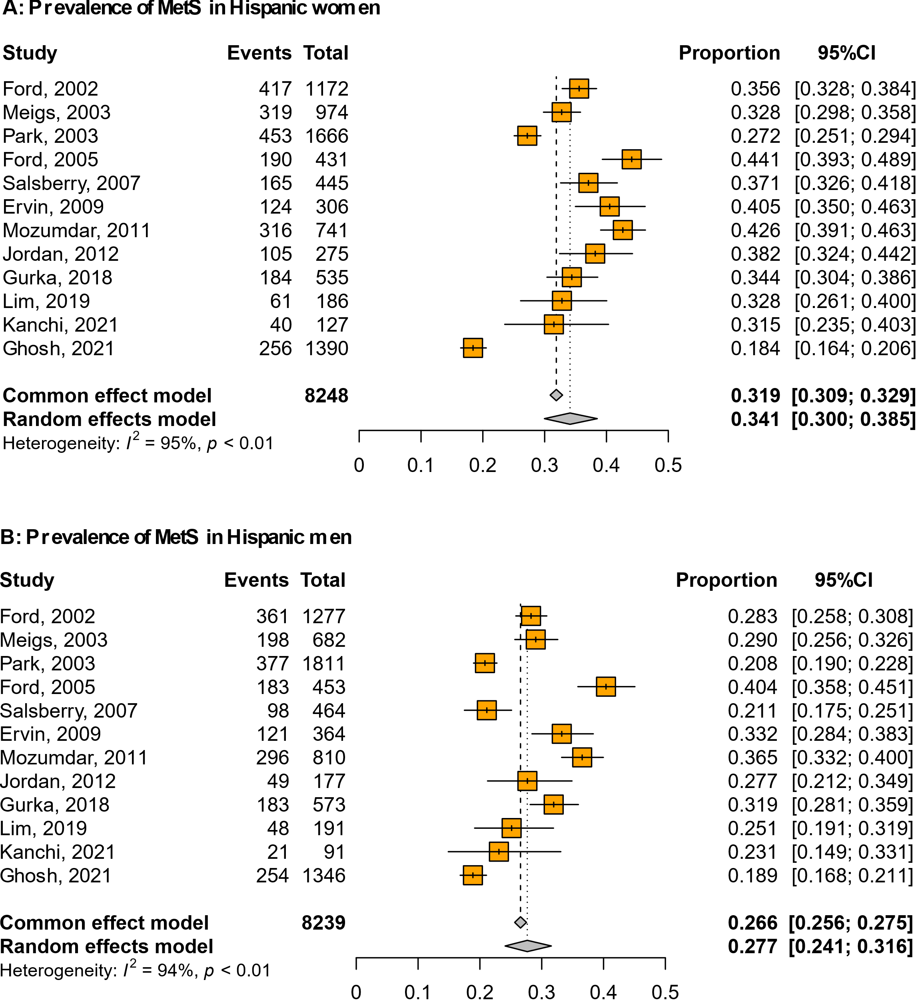 A: Prevalence of MetS in Hispanic women
Study Events Total Proportion 95%CI
Ford, 2002 417 1172 0.356 [0.328; 0.384]
Meigs, 2003 319 974 0.328 [0.298; 0.358]
Park, 2003 453 1666 0.272 [0.251; 0.294]
Ford, 2005 190 431 0.441 [0.393; 0.489]
Salsberry, 2007 165 445 0.371 [0.326; 0.418]
Ervin, 2009 124 306 0.405 [0.350; 0.463]
Mozumdar, 2011 316 741 0.426 [0.391; 0.463]
Jordan, 2012 105 275 0.382 [0.324; 0.442]
Gurka, 2018 184 535 0.344 [0.304; 0.386]
Lim, 2019 61 186 0.328 [0.261; 0.400]
Kanchi, 2021 40 127 0.315 [0.235; 0.403]
Ghosh, 2021 256 1390 0.184 [0.164; 0.206]
Common effect model 8248 0.319 [0.309; 0.329]
Random effects model 0.341 [0.300; 0.385]
Heterogeneity: I² = 95%, p < 0.01
0 0.1 0.2 0.3 0.4 0.5
B: Prevalence of MetS in Hispanic men
Study Events Total Proportion 95%CI
Ford, 2002 361 1277 0.283 [0.258; 0.308]
Meigs, 2003 198 682 0.290 [0.256; 0.326]
Park, 2003 377 1811 0.208 [0.190; 0.228]
Ford, 2005 183 453 0.404 [0.358; 0.451]
Salsberry, 2007 98 464 0.211 [0.175; 0.251]
Ervin, 2009 121 364 0.332 [0.284; 0.383]
Mozumdar, 2011 296 810 0.365 [0.332; 0.400]
Jordan, 2012 49 177 0.277 [0.212; 0.349]
Gurka, 2018 183 573 0.319 [0.281; 0.359]
Lim, 2019 48 191 0.251 [0.191; 0.319]
Kanchi, 2021 21 91 0.231 [0.149; 0.331]
Ghosh, 2021 254 1346 0.189 [0.168; 0.211]
Common effect model 8239 0.266 [0.256; 0.275]
Random effects model 0.277 [0.241; 0.316]
Heterogeneity: I² = 94%, p < 0.01
0 0.1 0.2 0.3 0.4 0.5